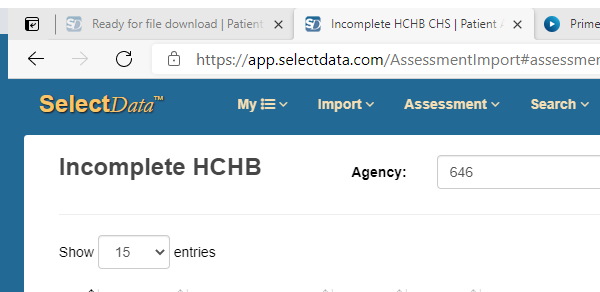 Ready for file download | Patient
Incomplete HCHB CHS | Patient A
Prime
https://app.selectdata.com/AssessmentImport#assessmen
SelectData™
My
Import
Assessment
Search
Incomplete HCHB
Agency:
646
Show 15 entries